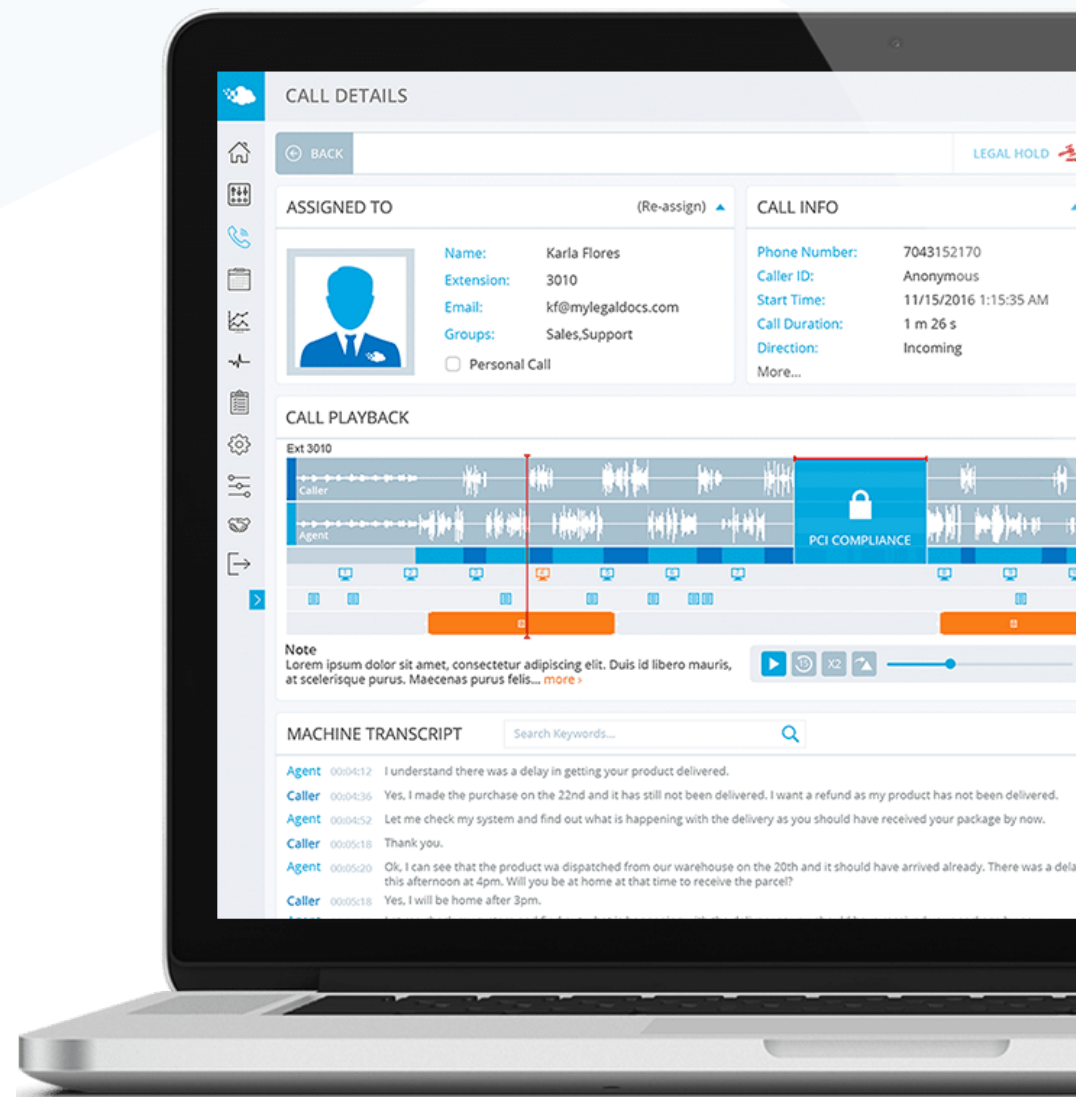 CALL DETAILS
BACK
LEGAL HOLD
ASSIGNED TO
(Re-assign)
Name: Karla Flores
Extension: 3010
Email: kf@mylegaldocs.com
Groups: Sales,Support
Personal Call
CALL INFO
Phone Number: 7043152170
Caller ID: Anonymous
Start Time: 11/15/2016 1:15:35 AM
Call Duration: 1 m 26 s
Direction: Incoming
More...
CALL PLAYBACK
Ext 3010
Caller
Agent
PCI COMPLIANCE
1 2 3 4 5 6 7 8 9
Note
Lorem ipsum dolor sit amet, consectetur adipiscing elit. Duis id libero mauris,
at scelerisque purus. Maecenas purus felis... more ›
15 X2
MACHINE TRANSCRIPT
Search Keywords...
Agent 00:04:12 I understand there was a delay in getting your product delivered.
Caller 00:04:36 Yes, I made the purchase on the 22nd and it has still not been delivered. I want a refund as my product has not been delivered.
Agent 00:04:52 Let me check my system and find out what is happening with the delivery as you should have received your package by now.
Caller 00:05:18 Thank you.
Agent 00:05:20 Ok, I can see that the product wa dispatched from our warehouse on the 20th and it should have arrived already. There was a dela
this afternoon at 4pm. Will you be at home at that time to receive the parcel?
Caller 00:05:18 Yes, I will be home after 3pm.